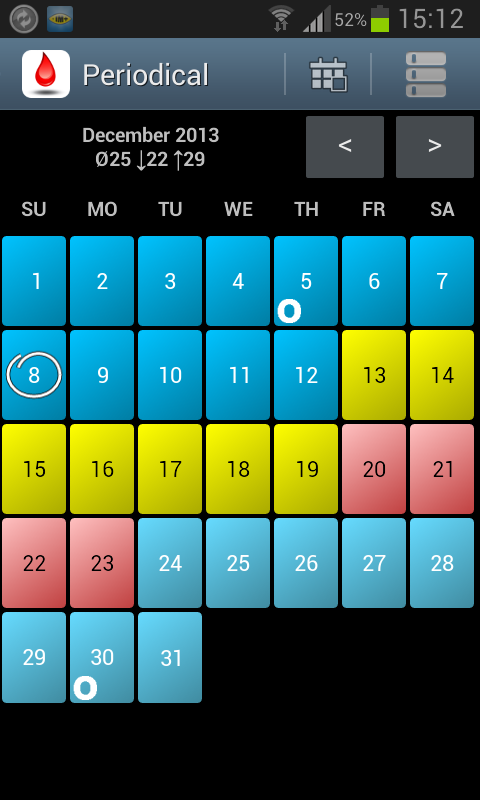 52% 15:12
Periodical
December 2013
Ø25 ↓22 ↑29
< >
SU MO TU WE TH FR SA
1 2 3 4 5 6 7
O
8 9 10 11 12 13 14
15 16 17 18 19 20 21
22 23 24 25 26 27 28
29 30 31
O